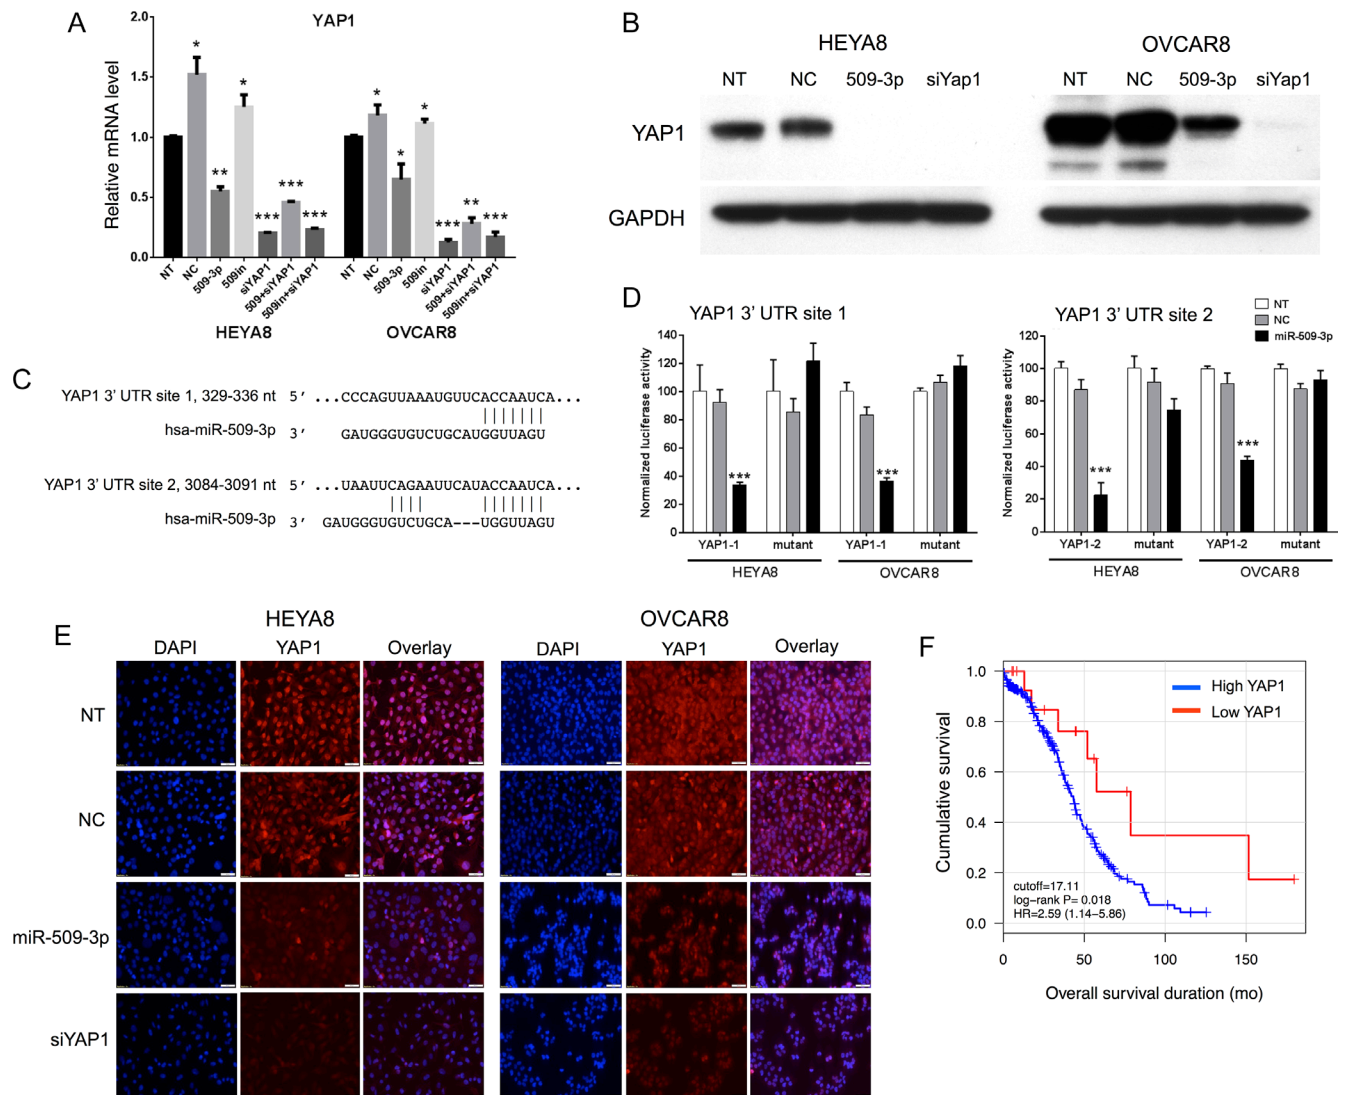 A
YAP1
Relative mRNA level
2.0
1.5
1.0
0.5
0.0
*
*
**
***
***
***
*
*
*
***
**
***
NT
NC
509-3p
509in
siYAP1
509+siYAP1
509in+siYAP1
NT
NC
509-3p
509in
siYAP1
509+siYAP1
509in+siYAP1
HEYA8
OVCAR8
B
HEYA8
OVCAR8
NT NC 509-3p siYap1
NT NC 509-3p siYap1
YAP1
GAPDH
C
YAP1 3' UTR site 1, 329-336 nt 5' ...CCCAGUUAAAUGUUCACCAAUCA...
hsa-miR-509-3p 3' GAUGGGUGUCUGCAUGGUUAGU
YAP1 3' UTR site 2, 3084-3091 nt 5' ...UAAUUCAGAAUUCAUACCAAUCA...
hsa-miR-509-3p 3' GAUGGGUGUCUGCA---UGGUUAGU
D
YAP1 3' UTR site 1
Normalized luciferase activity
140
120
100
80
60
40
20
0
***
***
YAP1-1 mutant YAP1-1 mutant
HEYA8 OVCAR8
YAP1 3' UTR site 2
NT
NC
miR-509-3p
Normalized luciferase activity
120
100
80
60
40
20
0
***
***
YAP1-2 mutant YAP1-2 mutant
HEYA8 OVCAR8
E
HEYA8
OVCAR8
DAPI YAP1 Overlay
DAPI YAP1 Overlay
NT
NC
miR-509-3p
siYAP1
F
Cumulative survival
1.0
0.8
0.6
0.4
0.2
0.0
High YAP1
Low YAP1
cutoff=17.11
log-rank P= 0.018
HR=2.59 (1.14-5.86)
0 50 100 150
Overall survival duration (mo)